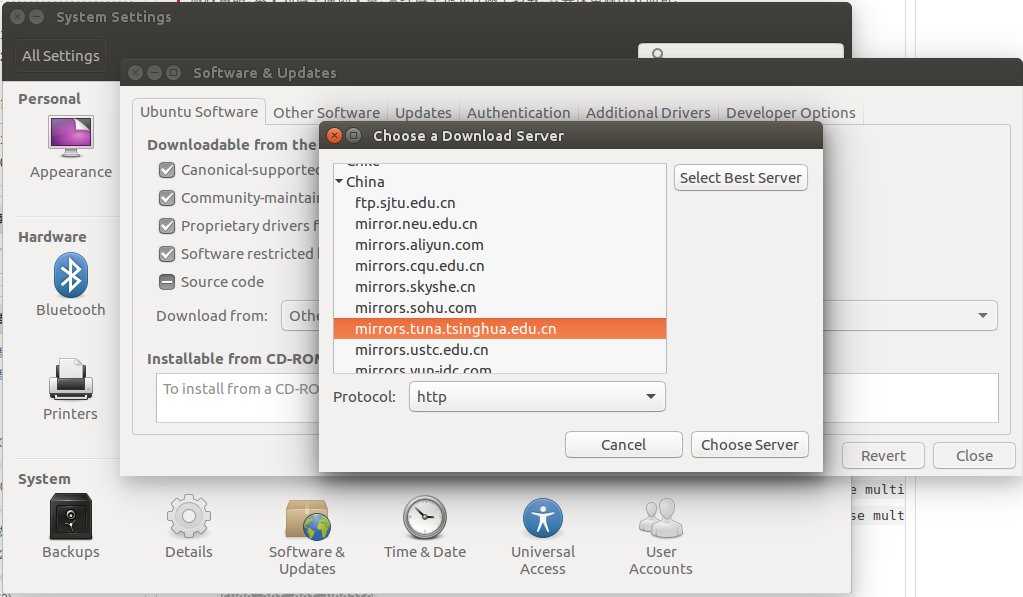 System Settings
All Settings
Software & Updates
Personal
Appearance
Hardware
Bluetooth
Printers
System
Backups
Details
Software &
Updates
Time & Date
Universal
Access
User
Accounts
Ubuntu Software
Other Software
Updates
Authentication
Additional Drivers
Developer Options
Downloadable from the
Canonical-supported
Community-maintain
Proprietary drivers f
Software restricted
Source code
Download from:
Othe
Installable from CD-ROM
To install from a CD-RO
Revert
Close
Choose a Download Server
China
ftp.sjtu.edu.cn
mirror.neu.edu.cn
mirrors.aliyun.com
mirrors.cqu.edu.cn
mirrors.skyshe.cn
mirrors.sohu.com
mirrors.tuna.tsinghua.edu.cn
mirrors.ustc.edu.cn
mirrors.yun-idc.com
Select Best Server
Protocol:
http
Cancel
Choose Server
e multi
se mult